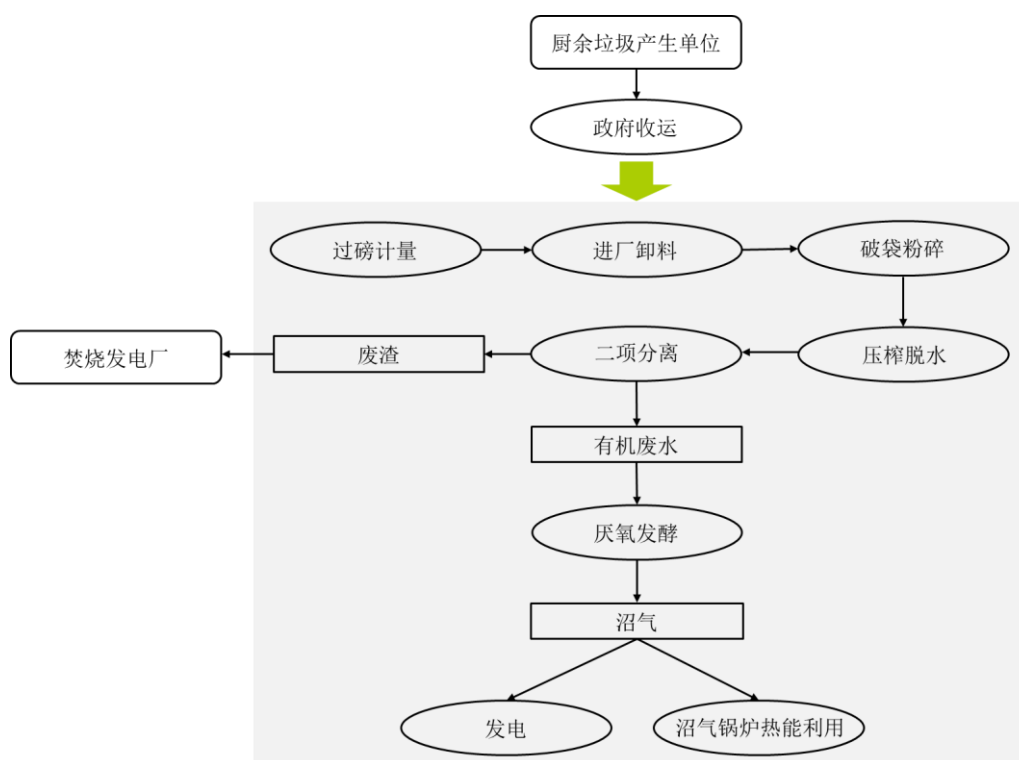 厨余垃圾产生单位
政府收运
过磅计量
进厂卸料
破袋粉碎
焚烧发电厂
废渣
二项分离
压榨脱水
有机废水
厌氧发酵
沼气
发电
沼气锅炉热能利用